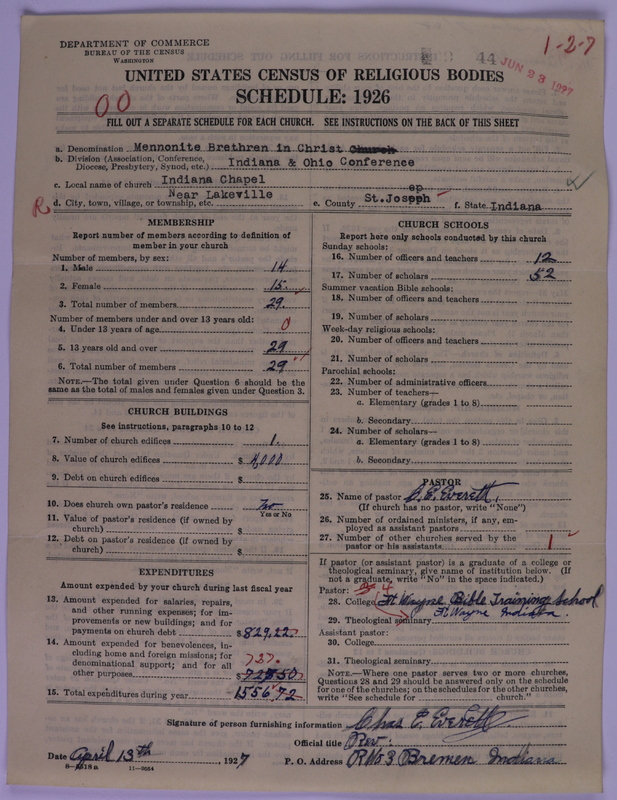 DEPARTMENT OF COMMERCE
BUREAU OF THE CENSUS
WASHINGTON
44
JUN 23 1927
1-2-7
UNITED STATES CENSUS OF RELIGIOUS BODIES
SCHEDULE: 1926
00
FILL OUT A SEPARATE SCHEDULE FOR EACH CHURCH. SEE INSTRUCTIONS ON THE BACK OF THIS SHEET
a. Denomination Mennonite Brethren in Christ Church
b. Division (Association, Conference, Diocese, Presbytery, Synod, etc.) Indiana & Ohio Conference
c. Local name of church Indiana Chapel
R d. City, town, village, or township, etc. Near Lakeville e. County St.Joseph f. State Indiana
MEMBERSHIP
Report number of members according to definition of
member in your church
Number of members, by sex:
1. Male 14
2. Female 15
3. Total number of members 29
Number of members under and over 13 years old:
4. Under 13 years of age 0
5. 13 years old and over 29
6. Total number of members 29
NOTE.—The total given under Question 6 should be the
same as the total of males and females given under Question 3.
CHURCH BUILDINGS
See instructions, paragraphs 10 to 12
7. Number of church edifices 1
8. Value of church edifices $ 4,000
9. Debt on church edifices $
10. Does church own pastor's residence No
Yes or No
11. Value of pastor's residence (if owned by
church) $
12. Debt on pastor's residence (if owned by
church) $
EXPENDITURES
Amount expended by church during last fiscal year
13. Amount expended for salaries, repairs,
and other running expenses; for im-
provements or new buildings; and for
payments on church debt $829,22
14. Amount expended for benevolences, in-
cluding home and foreign missions; for
denominational support; and for all 727.
other purposes $ 50
15. Total expenditures during year 1556,72
CHURCH SCHOOLS
Report here only schools conducted by this church
Sunday schools:
16. Number of officers and teachers 12
17. Number of scholars 52
Summer vacation Bible schools:
18. Number of officers and teachers
19. Number of scholars
Week-day religious schools:
20. Number of officers and teachers
21. Number of scholars
Parochial schools:
22. Number of administrative officers
23. Number of teachers—
a. Elementary (grades 1 to 8)
b. Secondary
24. Number of scholars—
a. Elementary (grades 1 to 8)
b. Secondary
PASTOR
25. Name of pastor C. E. Everett
(If church has no pastor, write "None")
26. Number of ordained ministers, if any, em-
ployed as assistant pastors
27. Number of other churches served by the
pastor or his assistants 1
If pastor (or assistant pastor) is a graduate of a college or
theological seminary, give name of institution below. (If
not a graduate, write "No" in the space indicated.)
Pastor: 4
28. College Ft Wayne Bible Training School
29. Theological seminary Ft Wayne Indiana.
Assistant pastor:
30. College
31. Theological seminary
NOTE.—Where one pastor serves two or more churches,
Questions 28 and 29 should be answered only on the schedule
for one of the churches; on the schedules for the other churches,
write "See schedule for church."
Signature of person furnishing information Chas E. Everett
Official title Rev.
Date April 13th, 1927 P. O. Address R No 3 Bremen Indiana
8—5518a 11—9064